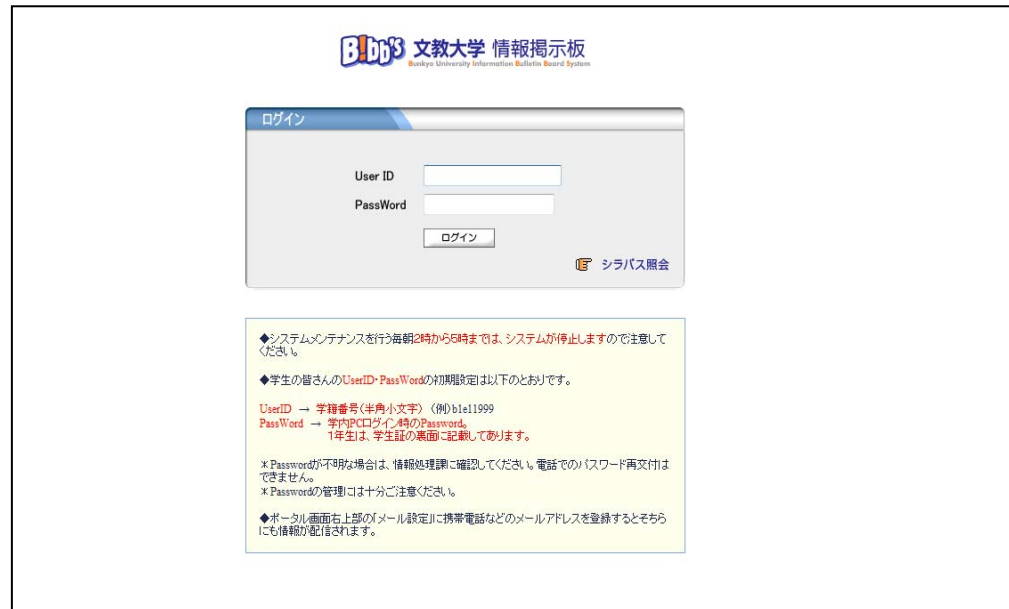 B!bb's 文教大学 情報掲示板
Bunkyo University Information Bulletin Board System
ログイン
User ID
PassWord
ログイン
シラバス照会
◆システムメンテナンスを行う毎朝2時から5時までは、システムが停止しますので注意して
ください。
◆学生の皆さんのUserID・PassWordの初期設定は以下のとおりです。
UserID → 学籍番号(半角小文字) (例)b1e11999
PassWord → 学内PCログイン時のPassword。
1年生は、学生証の裏面に記載してあります。
*Passwordが不明な場合は、情報処理課に確認してください。電話でのパスワード再交付は
できません。
*Passwordの管理には十分ご注意ください。
◆ポータル画面右上部の「メール設定」に携帯電話などのメールアドレスを登録するとそちら
にも情報が配信されます。